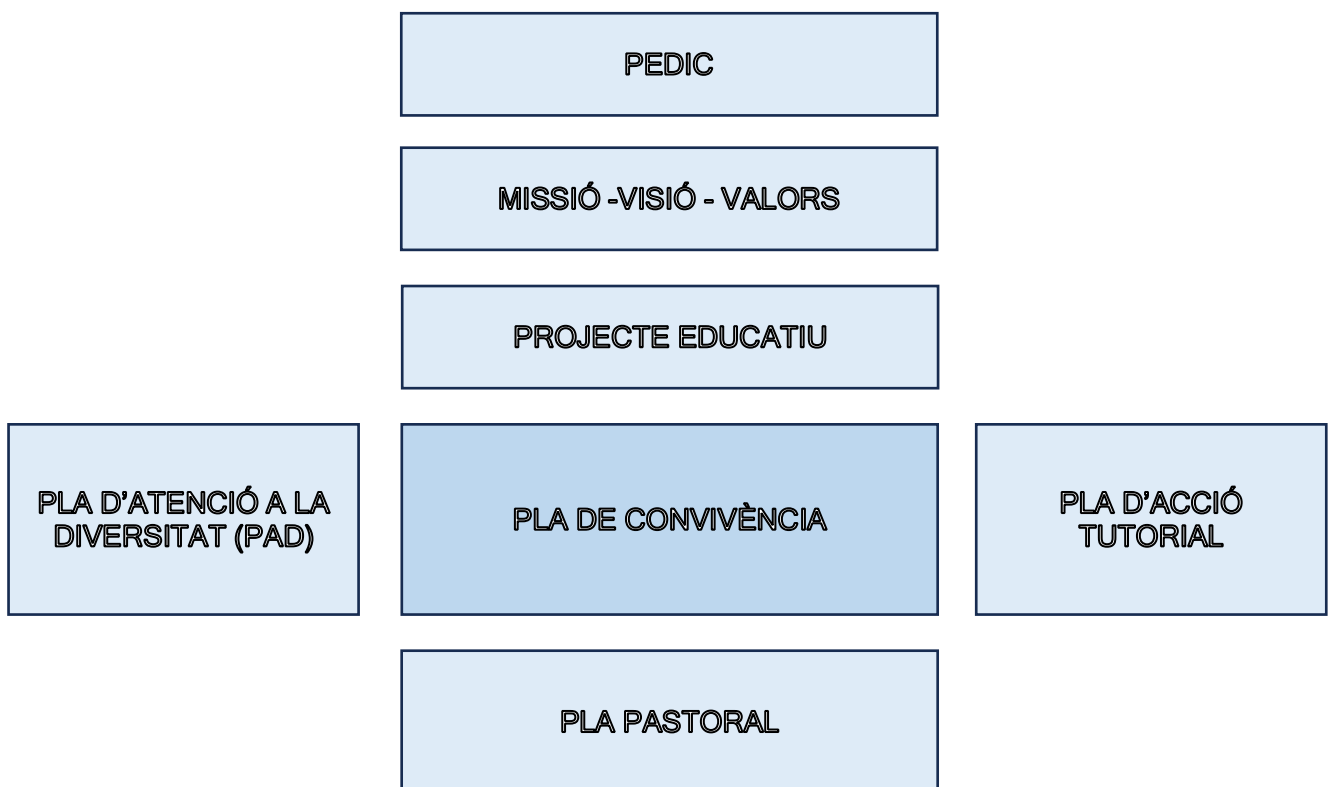 PEDIC
MISSIÓ -VISIÓ - VALORS
PROJECTE EDUCATIU
PLA D’ATENCIÓ A LA
DIVERSITAT (PAD)
PLA DE CONVIVÈNCIA
PLA D’ACCIÓ
TUTORIAL
PLA PASTORAL